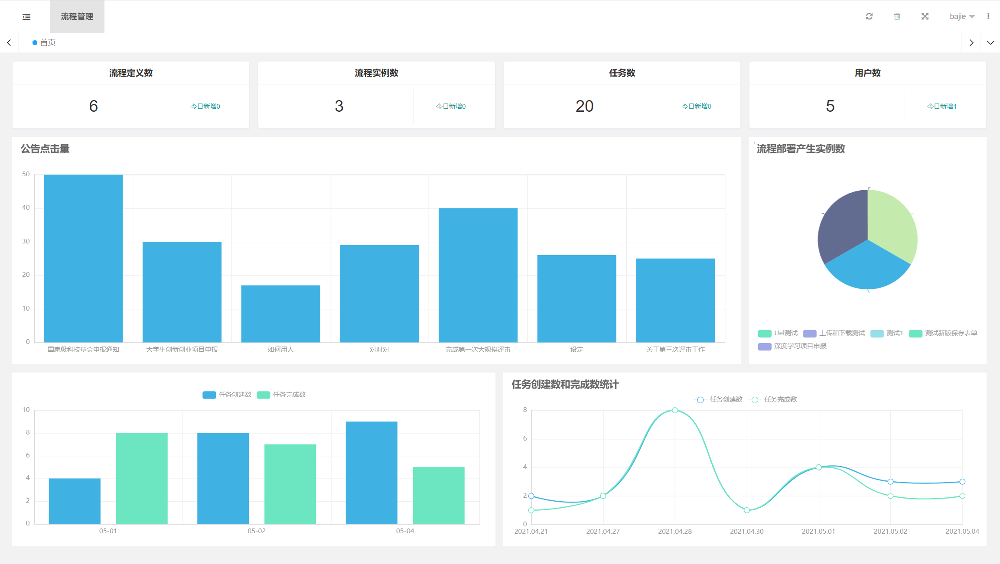 流程管理
bajie
首页
流程定义数
6
今日新增0
流程实例数
3
今日新增0
任务数
20
今日新增0
用户数
5
今日新增1
公告点击量
50
40
30
20
10
0
国家级科技基金申报通知
大学生创新创业项目申报
如何用人
对对对
完成第一次大规模评审
设定
关于第三次评审工作
流程部署产生实例数
Uel测试
上传和下载测试
测试1
测试新版保存表单
深度学习项目申报
任务创建数
任务完成数
10
8
6
4
2
0
05-01
05-02
05-04
任务创建数和完成数统计
任务创建数
任务完成数
8
6
4
2
0
2021.04.21
2021.04.27
2021.04.28
2021.04.30
2021.05.01
2021.05.02
2021.05.04